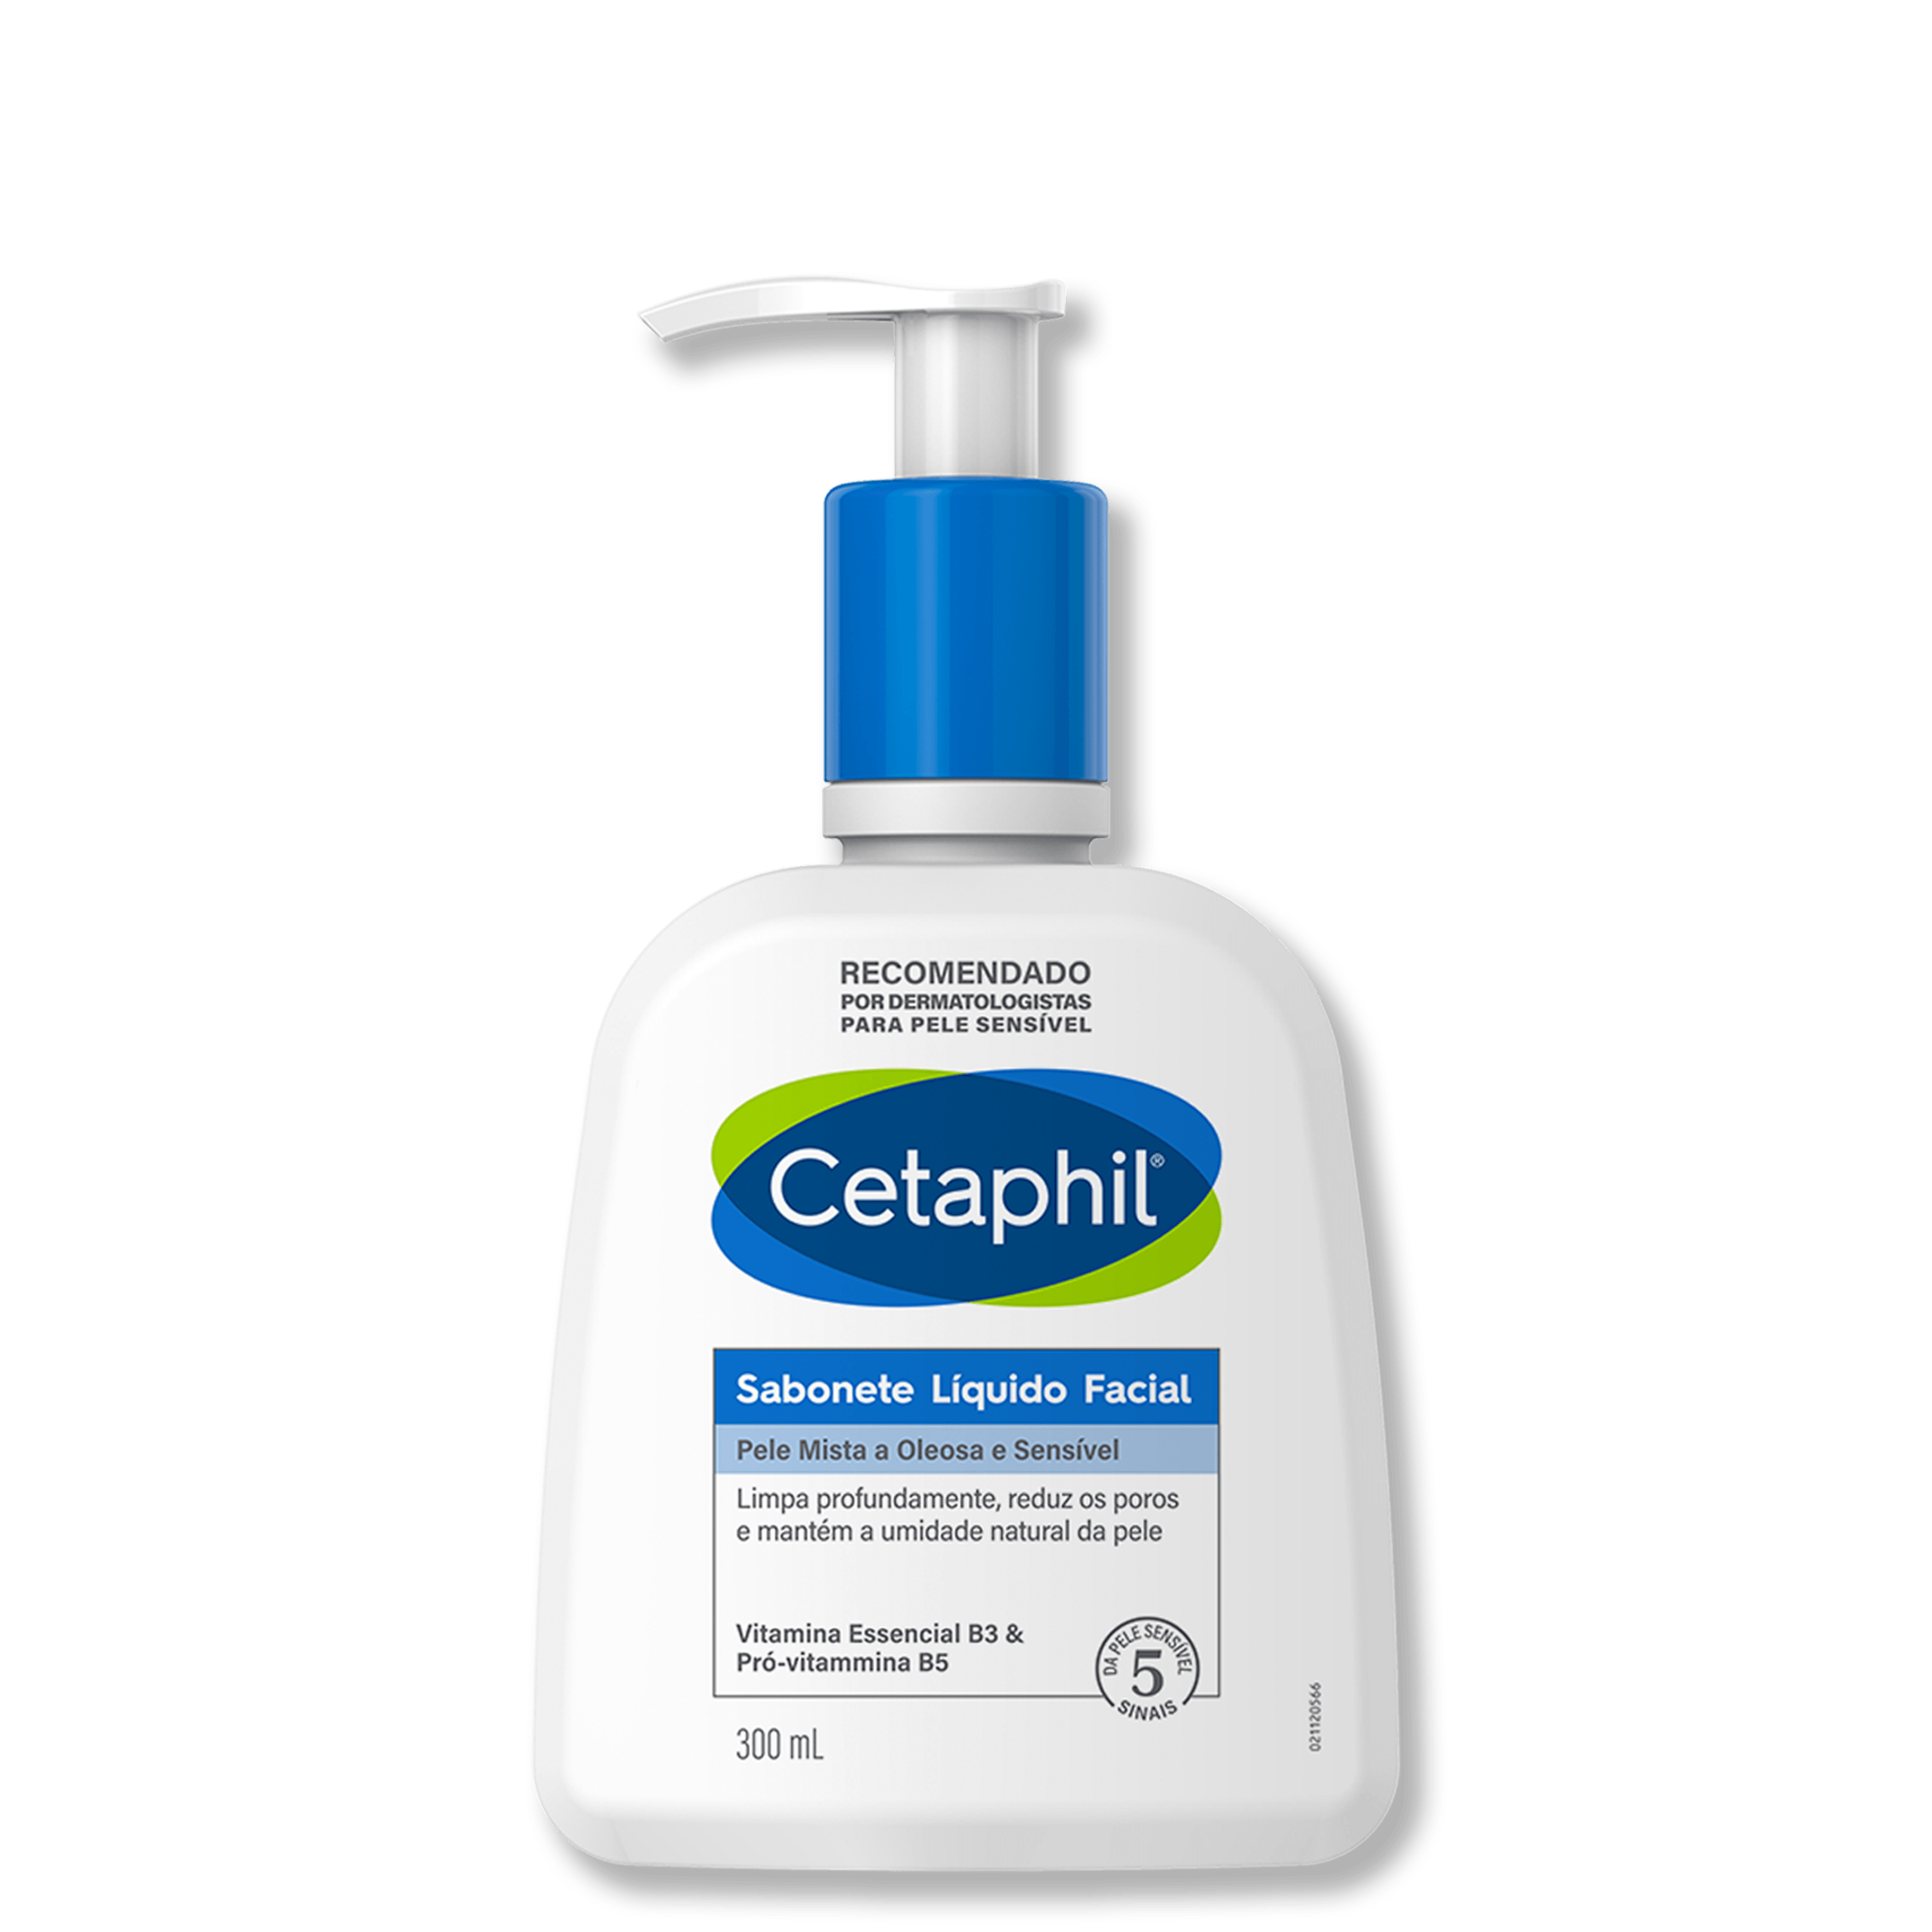 RECOMENDADO
POR DERMATOLOGISTAS
PARA PELE SENSÍVEL
Cetaphil®
Sabonete Líquido Facial
Pele Mista a Oleosa e Sensível
Limpa profundamente, reduz os poros
e mantém a umidade natural da pele
Vitamina Essencial B3 &
Pró-vitammina B5
DA PELE SENSÍVEL
5
SINAIS
300 mL
021120566